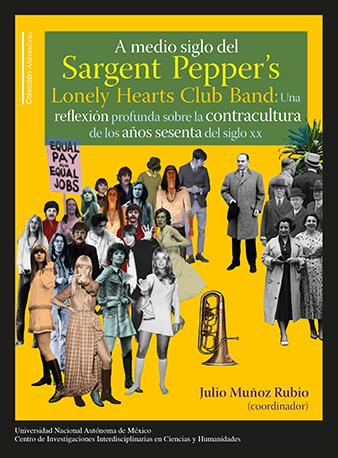 Colección Alternativas
A medio siglo del
Sargent Pepper's
Lonely Hearts Club Band: Una
reflexión profunda sobre la contracultura
de los años sesenta del siglo XX
EQUAL
PAY
FOR
EQUAL
JOBS
Julio Muñoz Rubio
(coordinador)
Universidad Nacional Autónoma de México
Centro de Investigaciones Interdisciplinarias en Ciencias y Humanidades